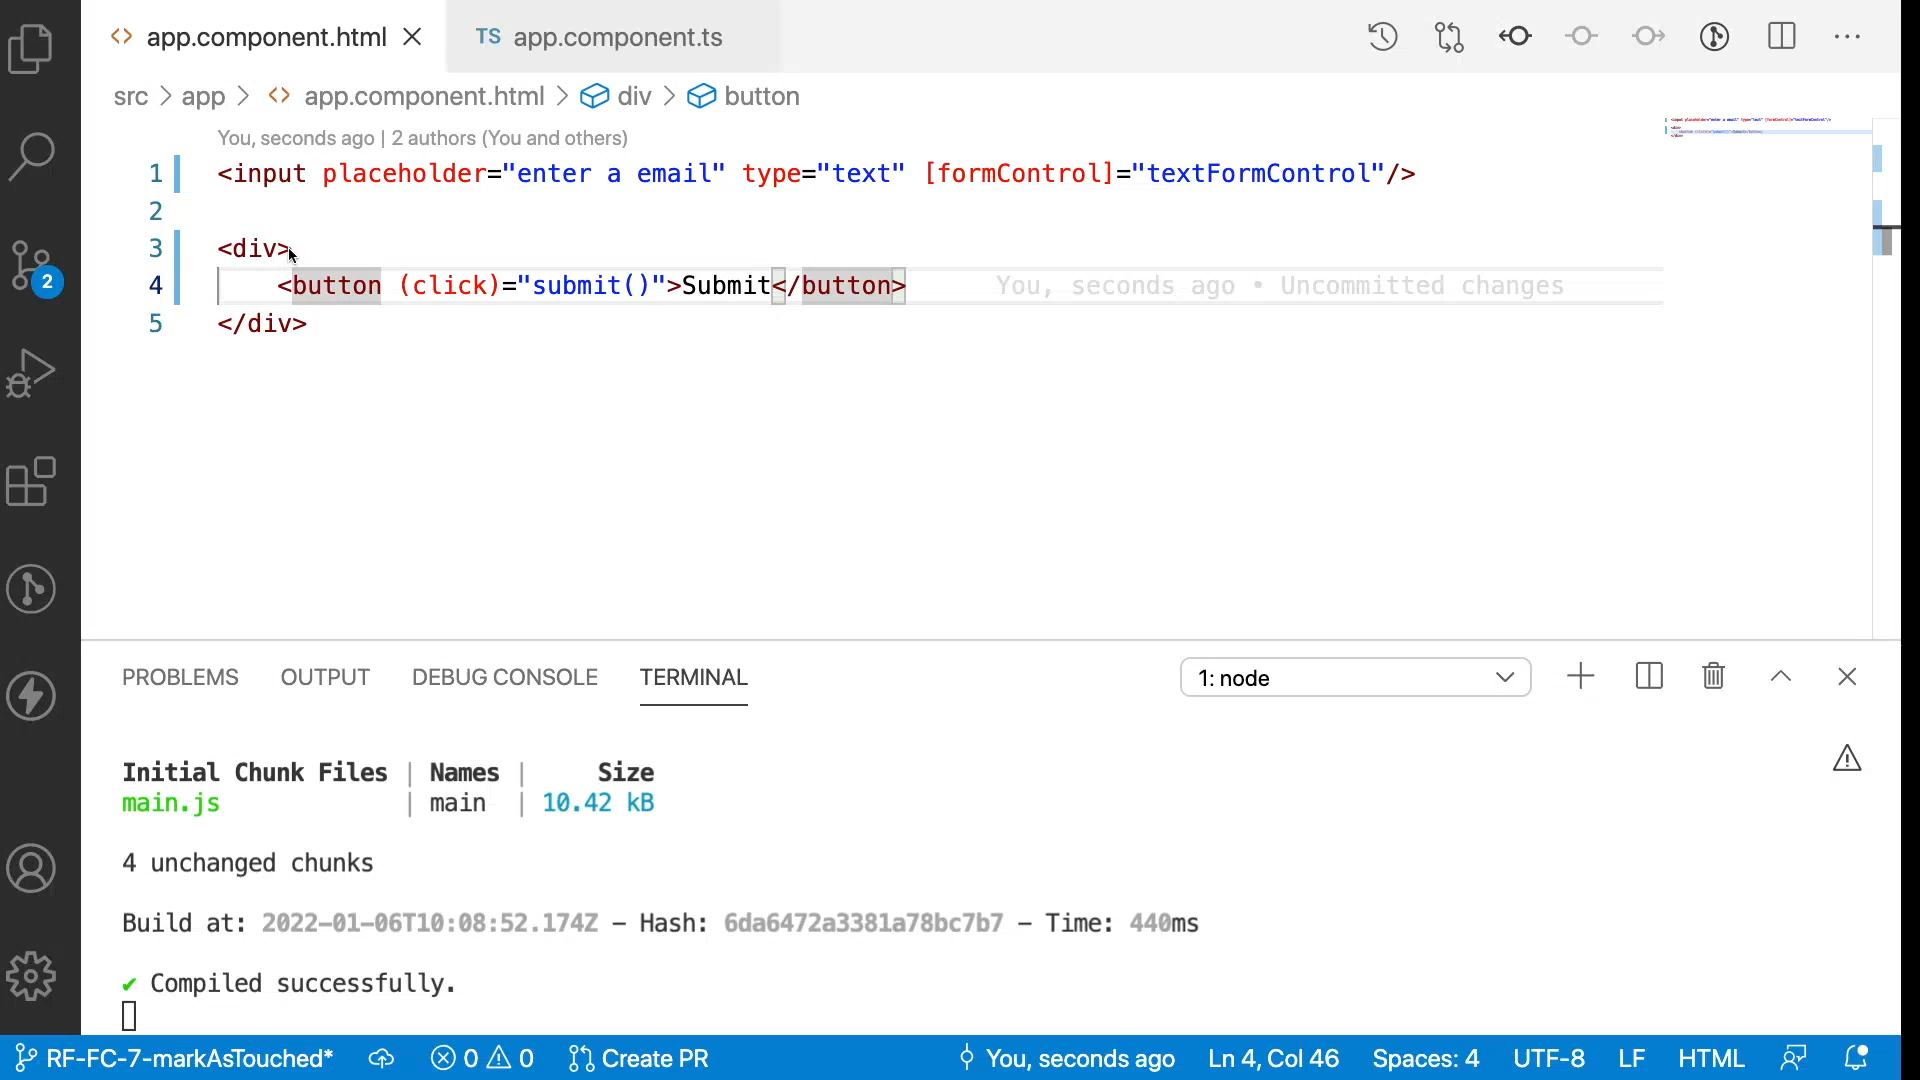 <> app.component.html TS app.component.ts
src > app > <> app.component.html > div > button
You, seconds ago | 2 authors (You and others)
1 <input placeholder="enter a email" type="text" [formControl]="textFormControl"/>
2
3 <div>
4 <button (click)="submit()">Submit</button> You, seconds ago • Uncommitted changes
5 </div>
2
PROBLEMS OUTPUT DEBUG CONSOLE TERMINAL 1: node
Initial Chunk Files | Names | Size
main.js | main | 10.42 kB
4 unchanged chunks
Build at: 2022-01-06T10:08:52.174Z - Hash: 6da6472a3381a78bc7b7 - Time: 440ms
✔ Compiled successfully.
RF-FC-7-markAsTouched* 0 0 Create PR You, seconds ago Ln 4, Col 46 Spaces: 4 UTF-8 LF HTML